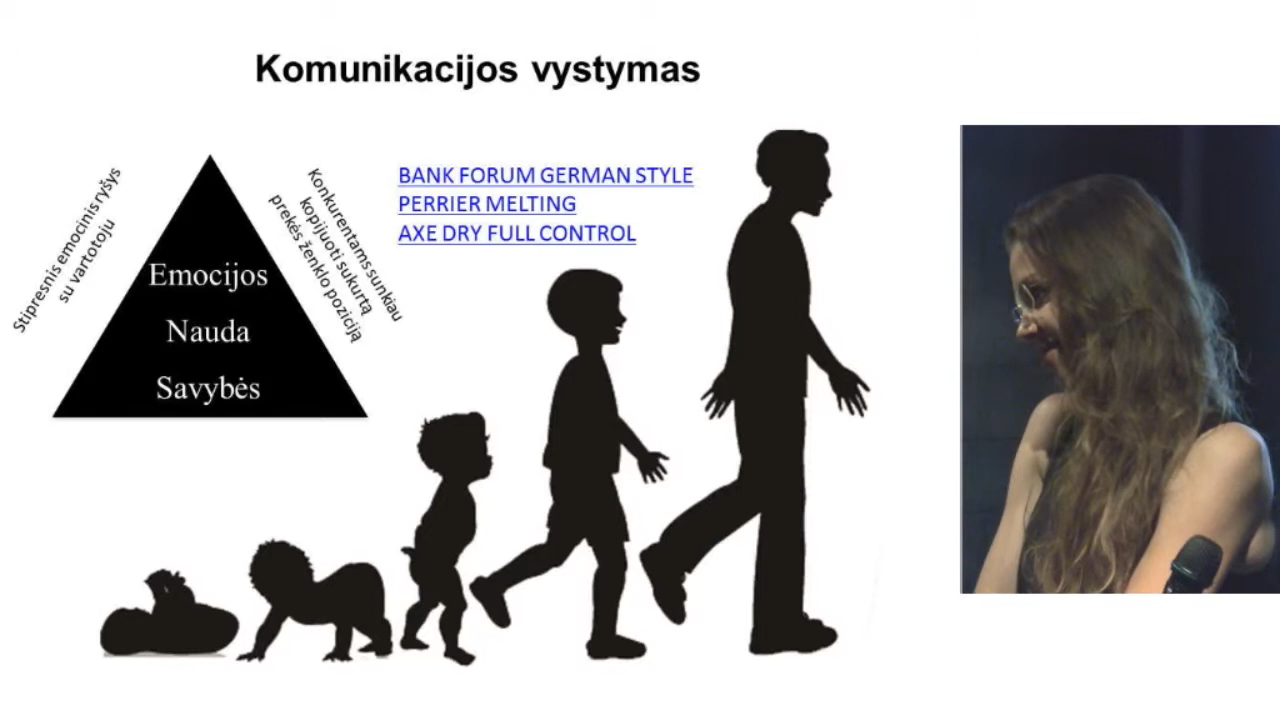 Komunikacijos vystymas
Stipresnis emocinis ryšys
su vartotoju
Konkurentams sunkiau
kopijuoti sukurtą
prekės ženklo poziciją
Emocijos
Nauda
Savybės
BANK FORUM GERMAN STYLE
PERRIER MELTING
AXE DRY FULL CONTROL